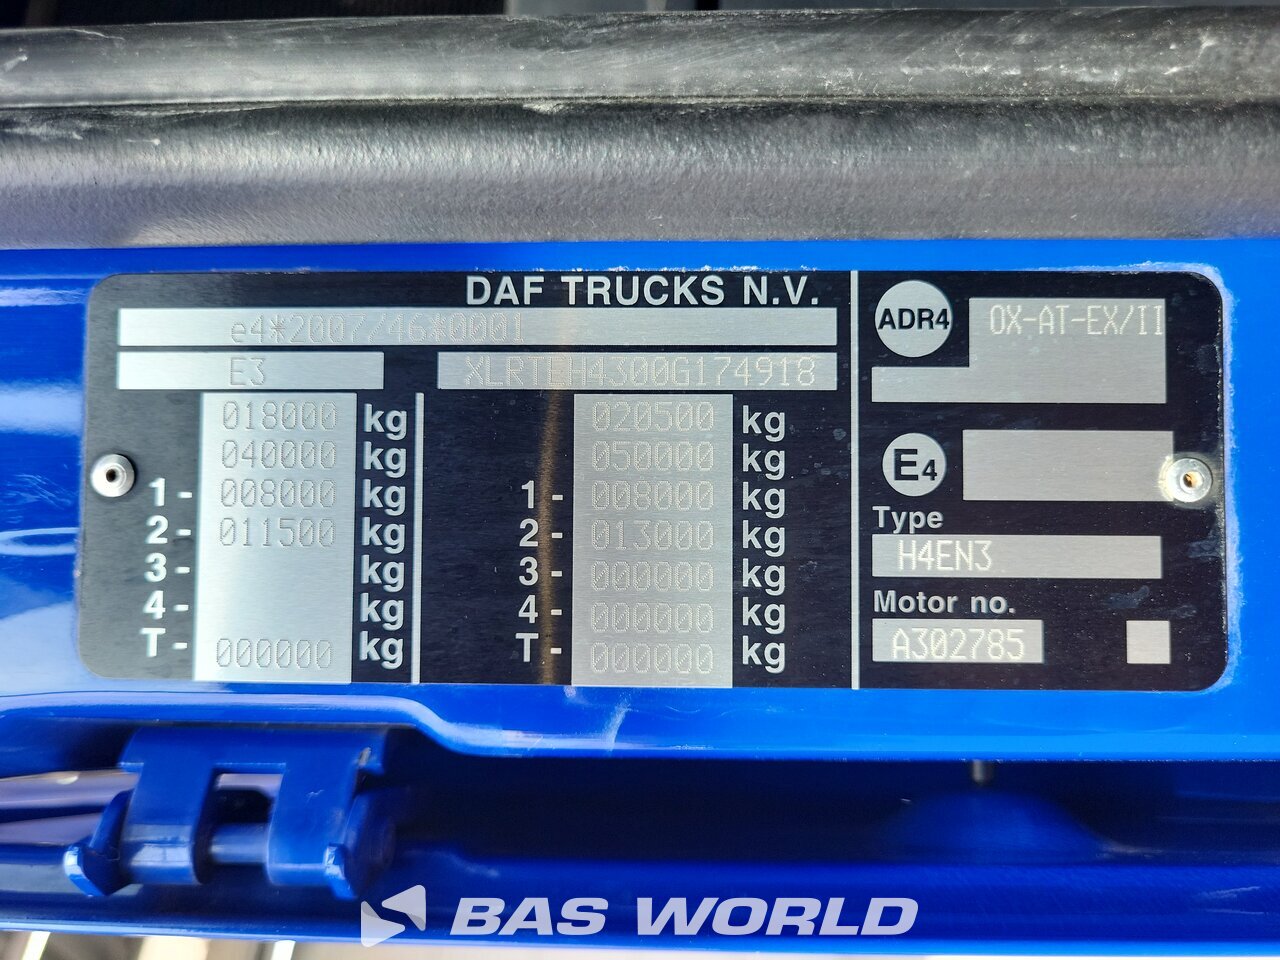 DAF TRUCKS N.V.
e4*2007/46*0001
E3 XLRTEH4300G174918
018000 kg 020500 kg
040000 kg 050000 kg
1 - 008000 kg 1 - 008000 kg
2 - 011500 kg 2 - 013000 kg
3 - kg 3 - 000000 kg
4 - kg 4 - 000000 kg
T - 000000 kg T - 000000 kg
ADR4 OX-AT-EX/II
E4
Type
H4EN3
Motor no.
A302785
BAS WORLD